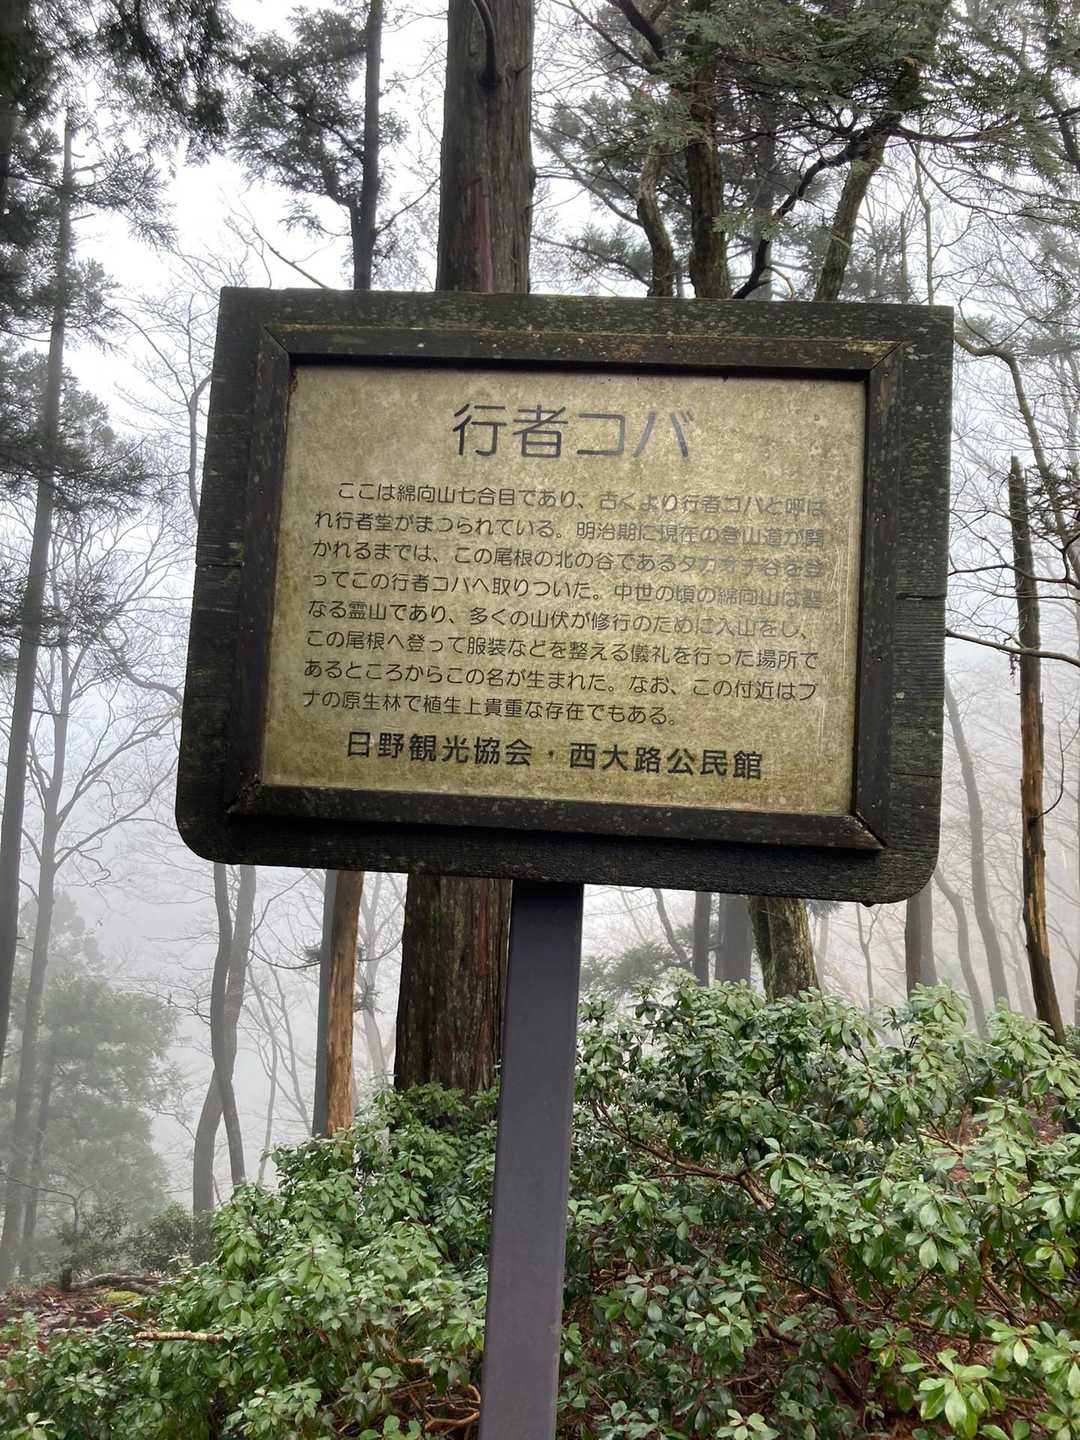 行者コバ
ここは綿向山七合目であり、古くより行者コバと呼ば
れ行者堂がまつられている。明治期に現在の登山道が開
かれるまでは、この尾根の北の谷であるタカオチ谷を登
ってこの行者コバへ取りついた。中世の頃の綿向山は聖
なる霊山であり、多くの山伏が修行のために入山をし、
この尾根へ登って服装などを整える儀礼を行った場所で
あるところからこの名が生まれた。なお、この付近はブ
ナの原生林で植生上貴重な存在でもある。
日野観光協会・西大路公民館